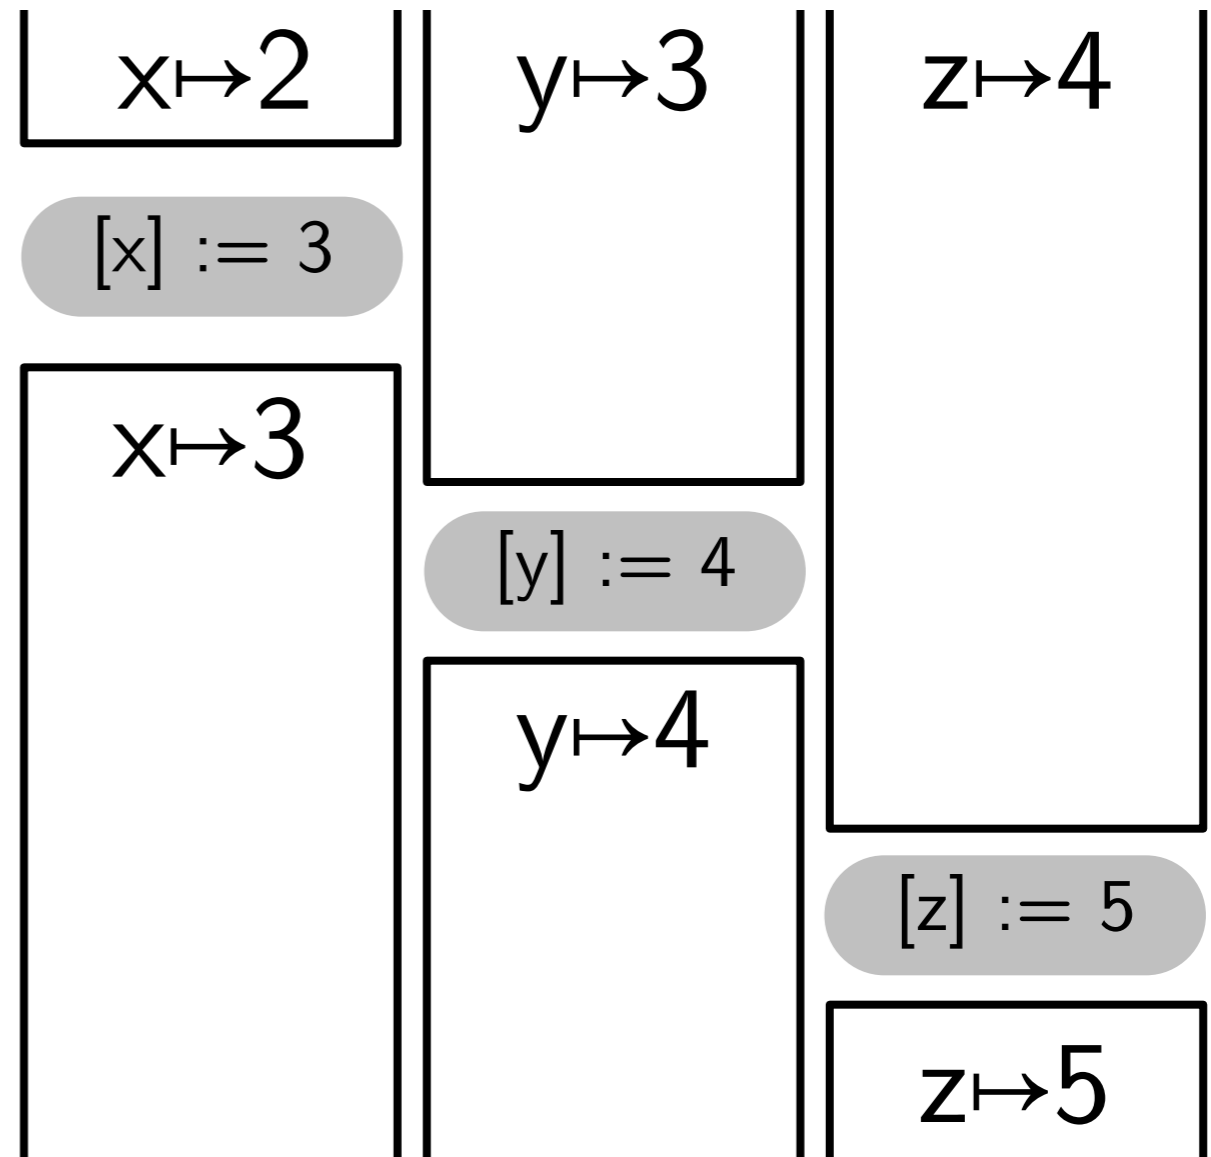 x↦2
y↦3
z↦4
[x] := 3
x↦3
[y] := 4
y↦4
[z] := 5
z↦5